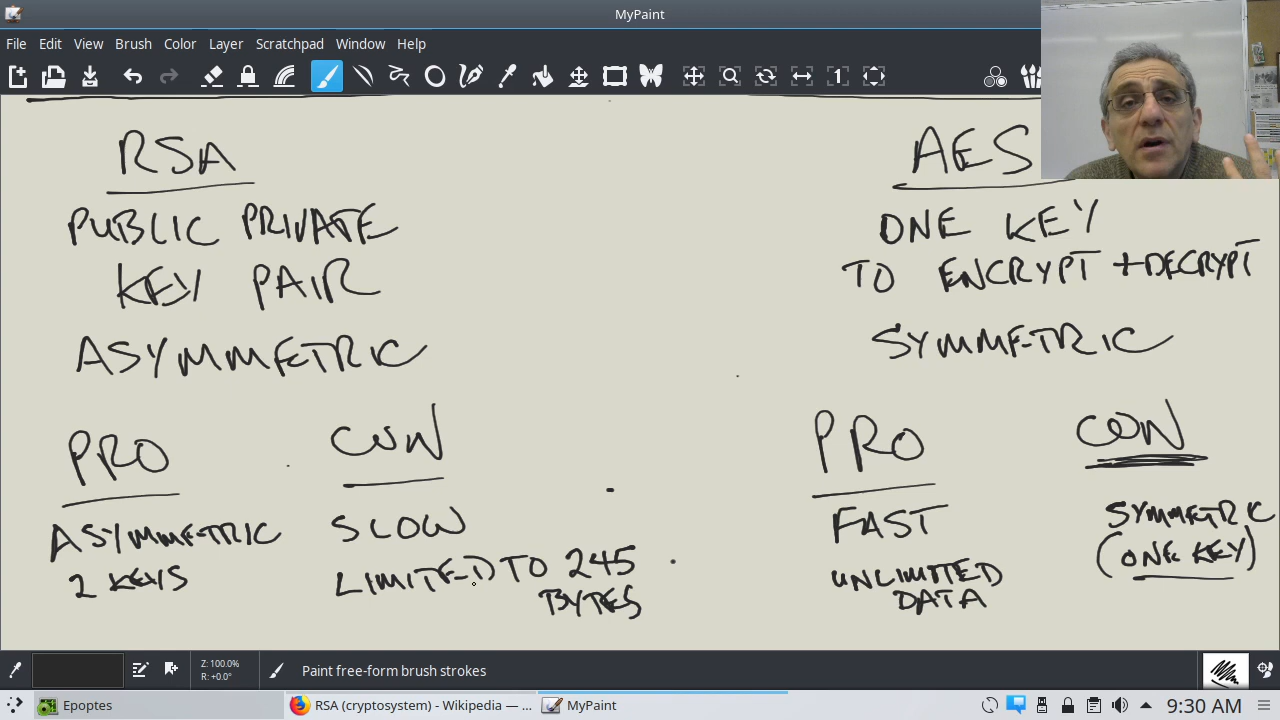 MyPaint
File Edit View Brush Color Layer Scratchpad Window Help
RSA
PUBLIC PRIVATE
KEY PAIR
ASYMMETRIC
PRO
ASYMMETRIC
2 KEYS
CON
SLOW
LIMITED TO 245
BYTES
AES
ONE KEY
TO ENCRYPT + DECRYPT
SYMMETRIC
PRO
FAST
UNLIMITED
DATA
CON
SYMMETRIC
(ONE KEY)
Z: 100.0%
R: +0.0°
Paint free-form brush strokes
Epoptes
RSA (cryptosystem) - Wikipedia — ...
MyPaint
9:30 AM